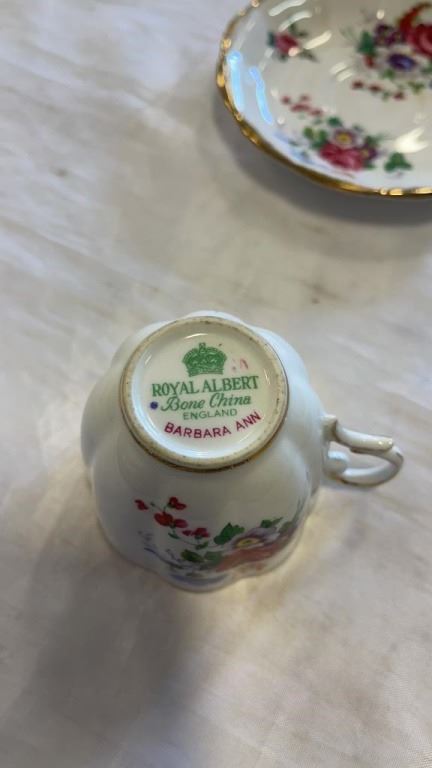 ROYAL ALBERT
Bone China
ENGLAND
BARBARA ANN